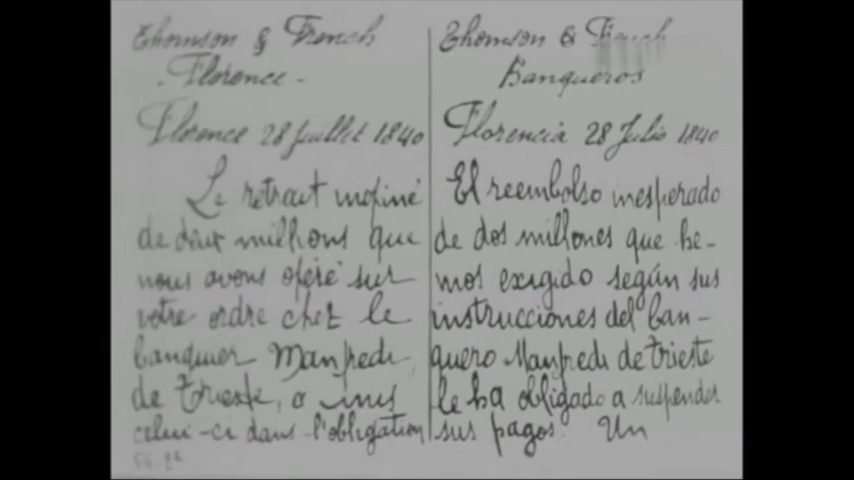 Thomson & French
- Florence -
Florence 28 Juillet 1840
Le retrait inopiné
de deux millions que
nous avons opéré sur
votre ordre chez le
banquier Manfredi,
de Trieste, a mis
celui-ci dans l'obligation
Thomson & French
Banqueros
Florencia 28 Julio 1840
El reembolso inesperado
de dos millones que he-
mos exigido según sus
instrucciones del ban-
quero Manfredi de Trieste
le ha obligado a suspender
sus pagos. Un